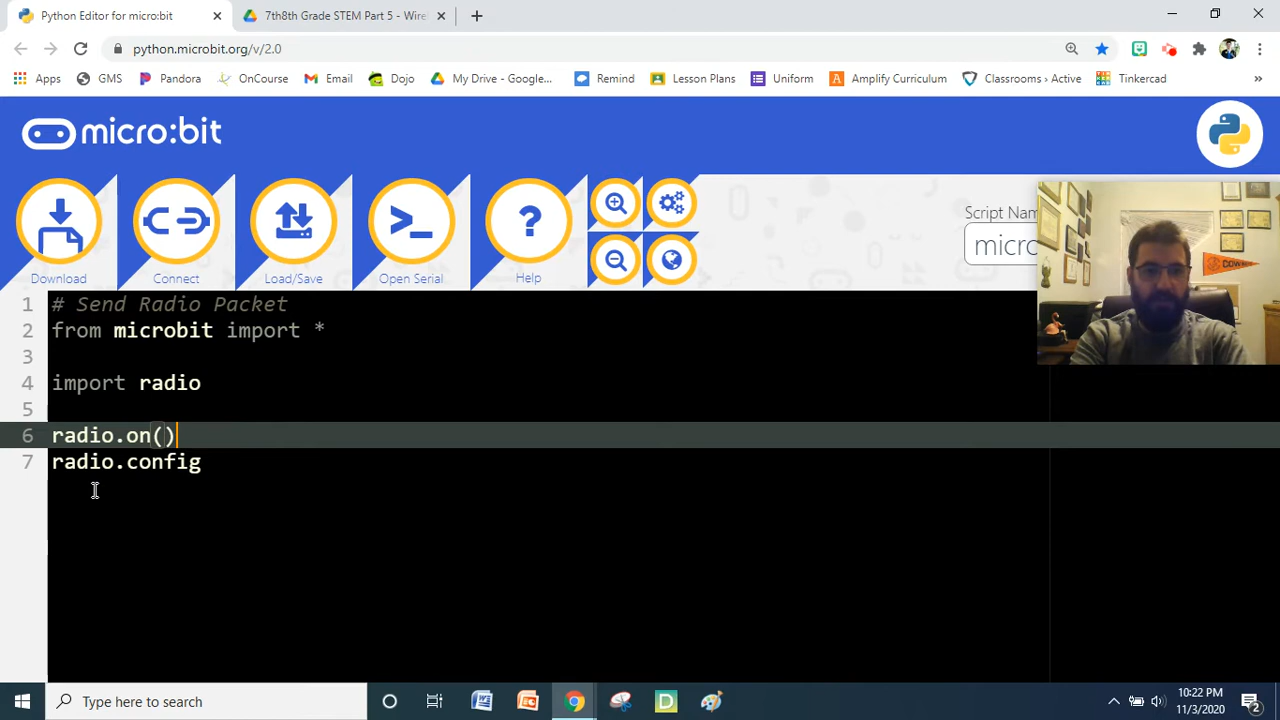 Python Editor for micro:bit
7th8th Grade STEM Part 5 - Wire
python.microbit.org/v/2.0
Apps GMS Pandora OnCourse Email Dojo My Drive - Google... Remind Lesson Plans Uniform Amplify Curriculum Classrooms › Active Tinkercad »
micro:bit
Download Connect Load/Save Open Serial Help
Script Nam
micro
1 # Send Radio Packet
2 from microbit import *
3
4 import radio
5
6 radio.on()
7 radio.config
Type here to search
10:22 PM
11/3/2020
2